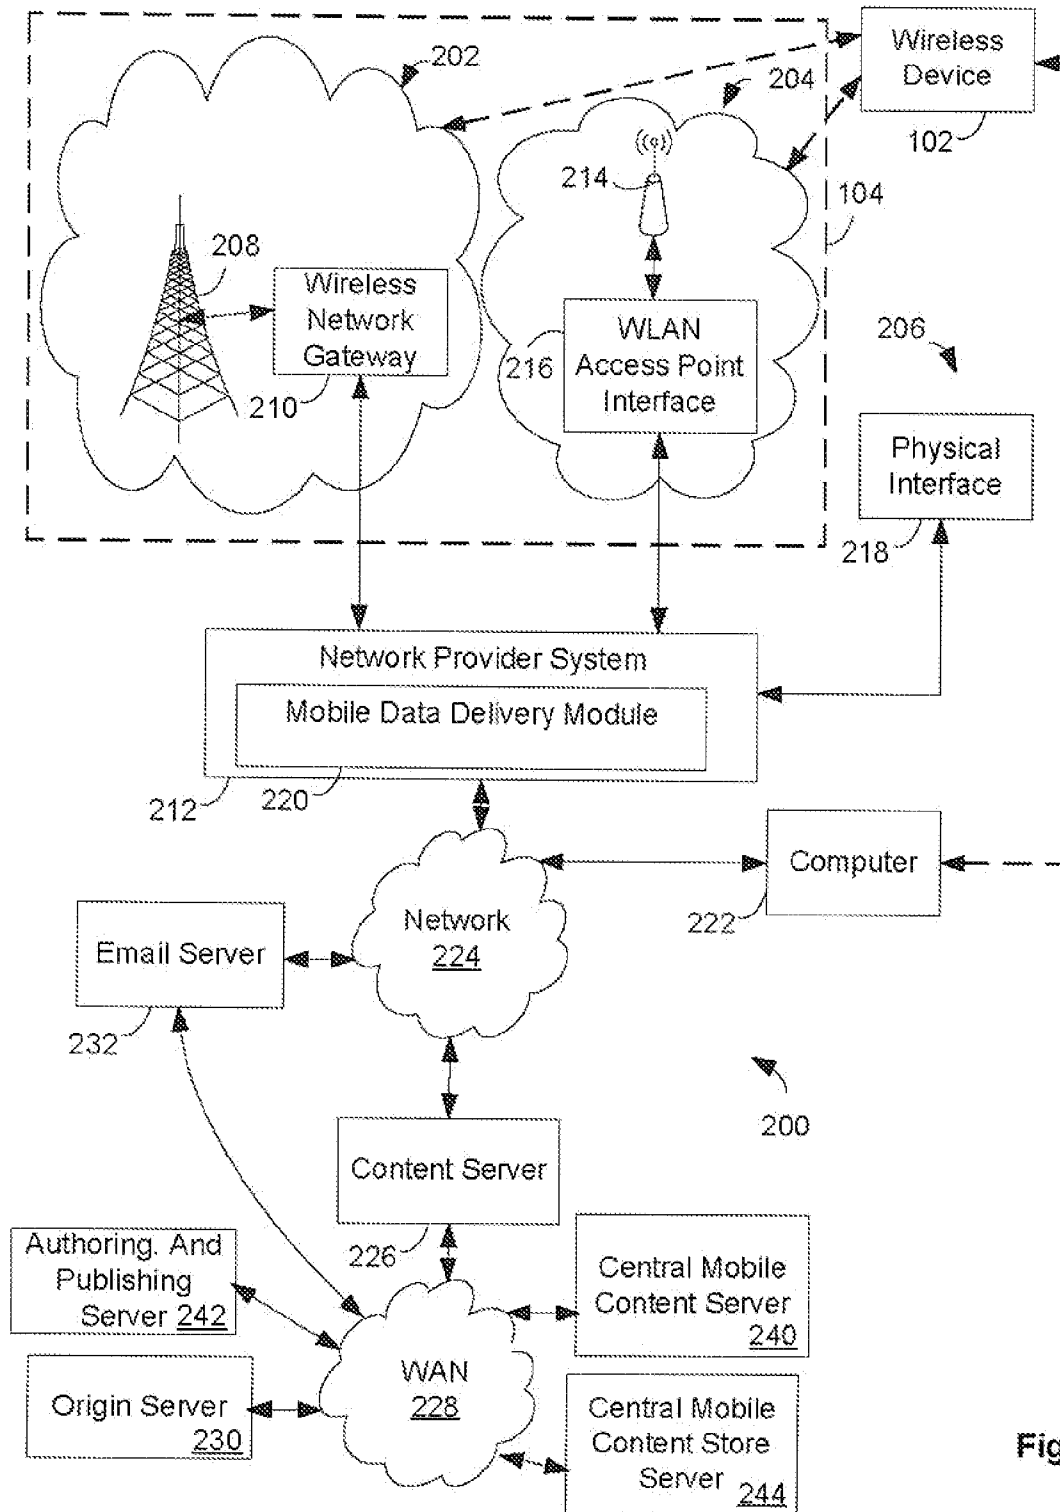 202
204
Wireless
Device
102
214
104
208
Wireless
Network
Gateway
210
WLAN
Access Point
Interface
216
206
Physical
Interface
218
Network Provider System
Mobile Data Delivery Module
212
220
Computer
222
Network
224
Email Server
232
200
Content Server
226
Authoring. And
Publishing
Server 242
Central Mobile
Content Server
240
WAN
228
Origin Server
230
Central Mobile
Content Store
Server 244
Fig